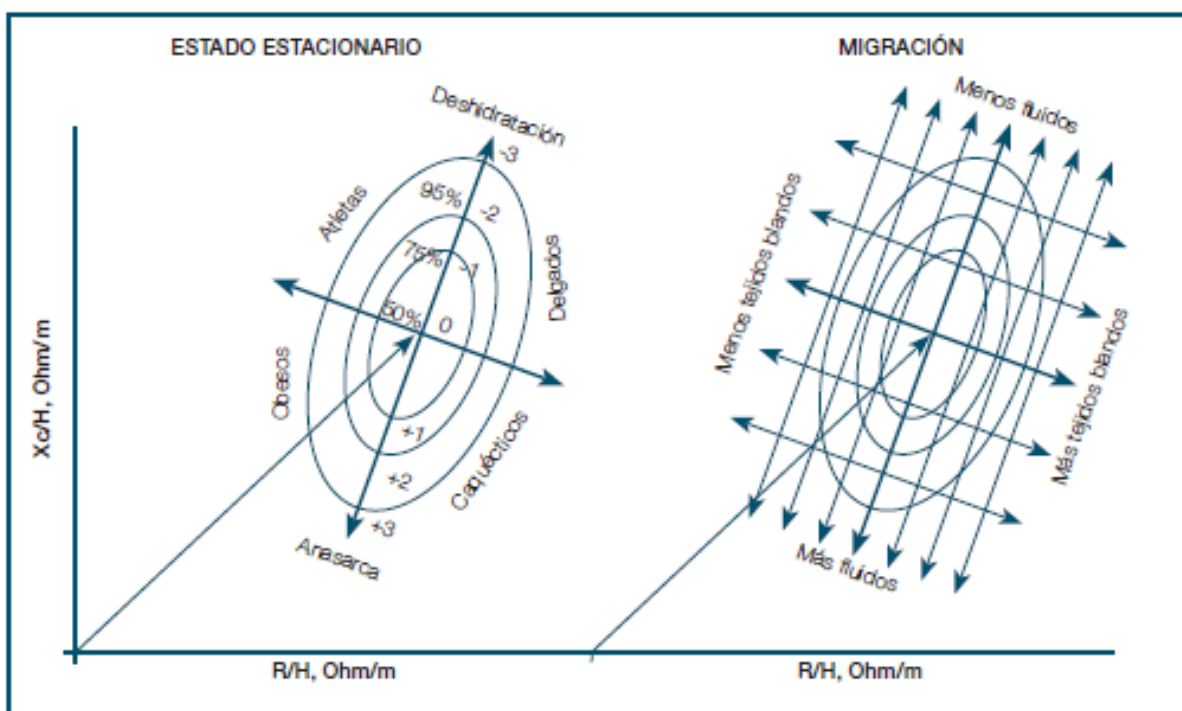 ESTADO ESTACIONARIO
Deshidratación
-3
Atletas
95%
-2
75%
-1
Delgados
50%
0
Obesos
+1
Caquécticos
+2
+3
Anasarca
Xc/H, Ohm/m
R/H, Ohm/m
MIGRACIÓN
Menos fluidos
Menos tejidos blandos
Más tejidos blandos
Más fluidos
R/H, Ohm/m